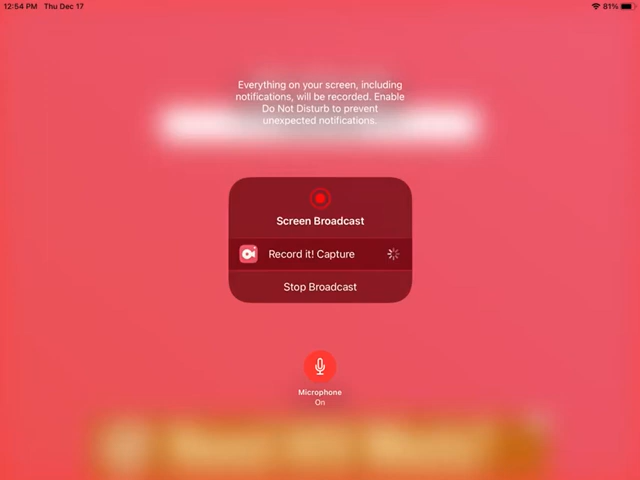 12:54 PM Thu Dec 17
81%
Everything on your screen, including
notifications, will be recorded. Enable
Do Not Disturb to prevent
unexpected notifications.
Screen Broadcast
Record it! Capture
Stop Broadcast
Microphone
On